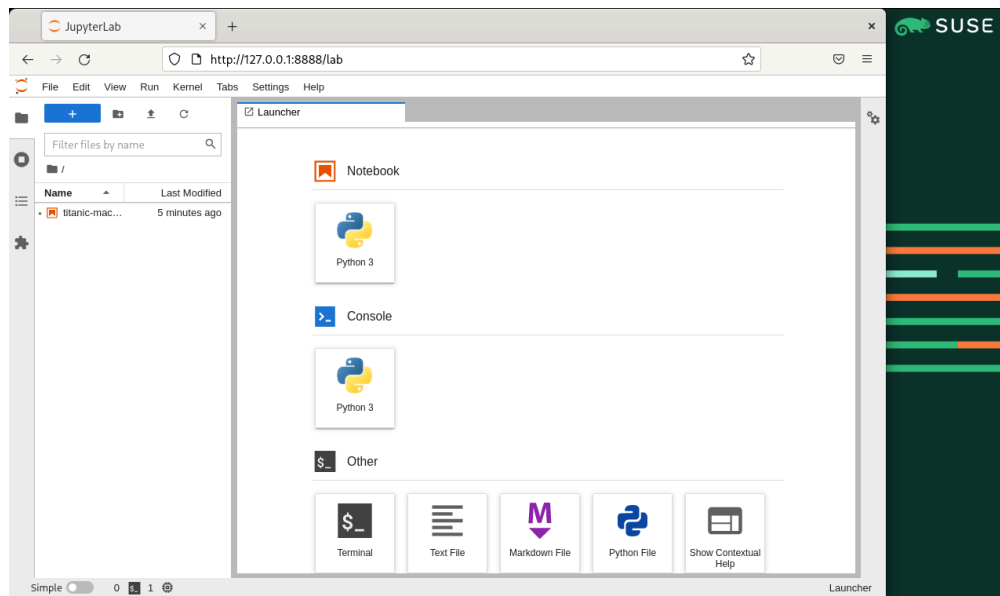 JupyterLab
SUSE
http://127.0.0.1:8888/lab
File Edit View Run Kernel Tabs Settings Help
Launcher
Filter files by name
/
Name Last Modified
titanic-mac... 5 minutes ago
Notebook
Python 3
Console
Python 3
$_ Other
$_
M
Terminal Text File Markdown File Python File Show Contextual
Help
Simple 0 $_ 1 Launcher